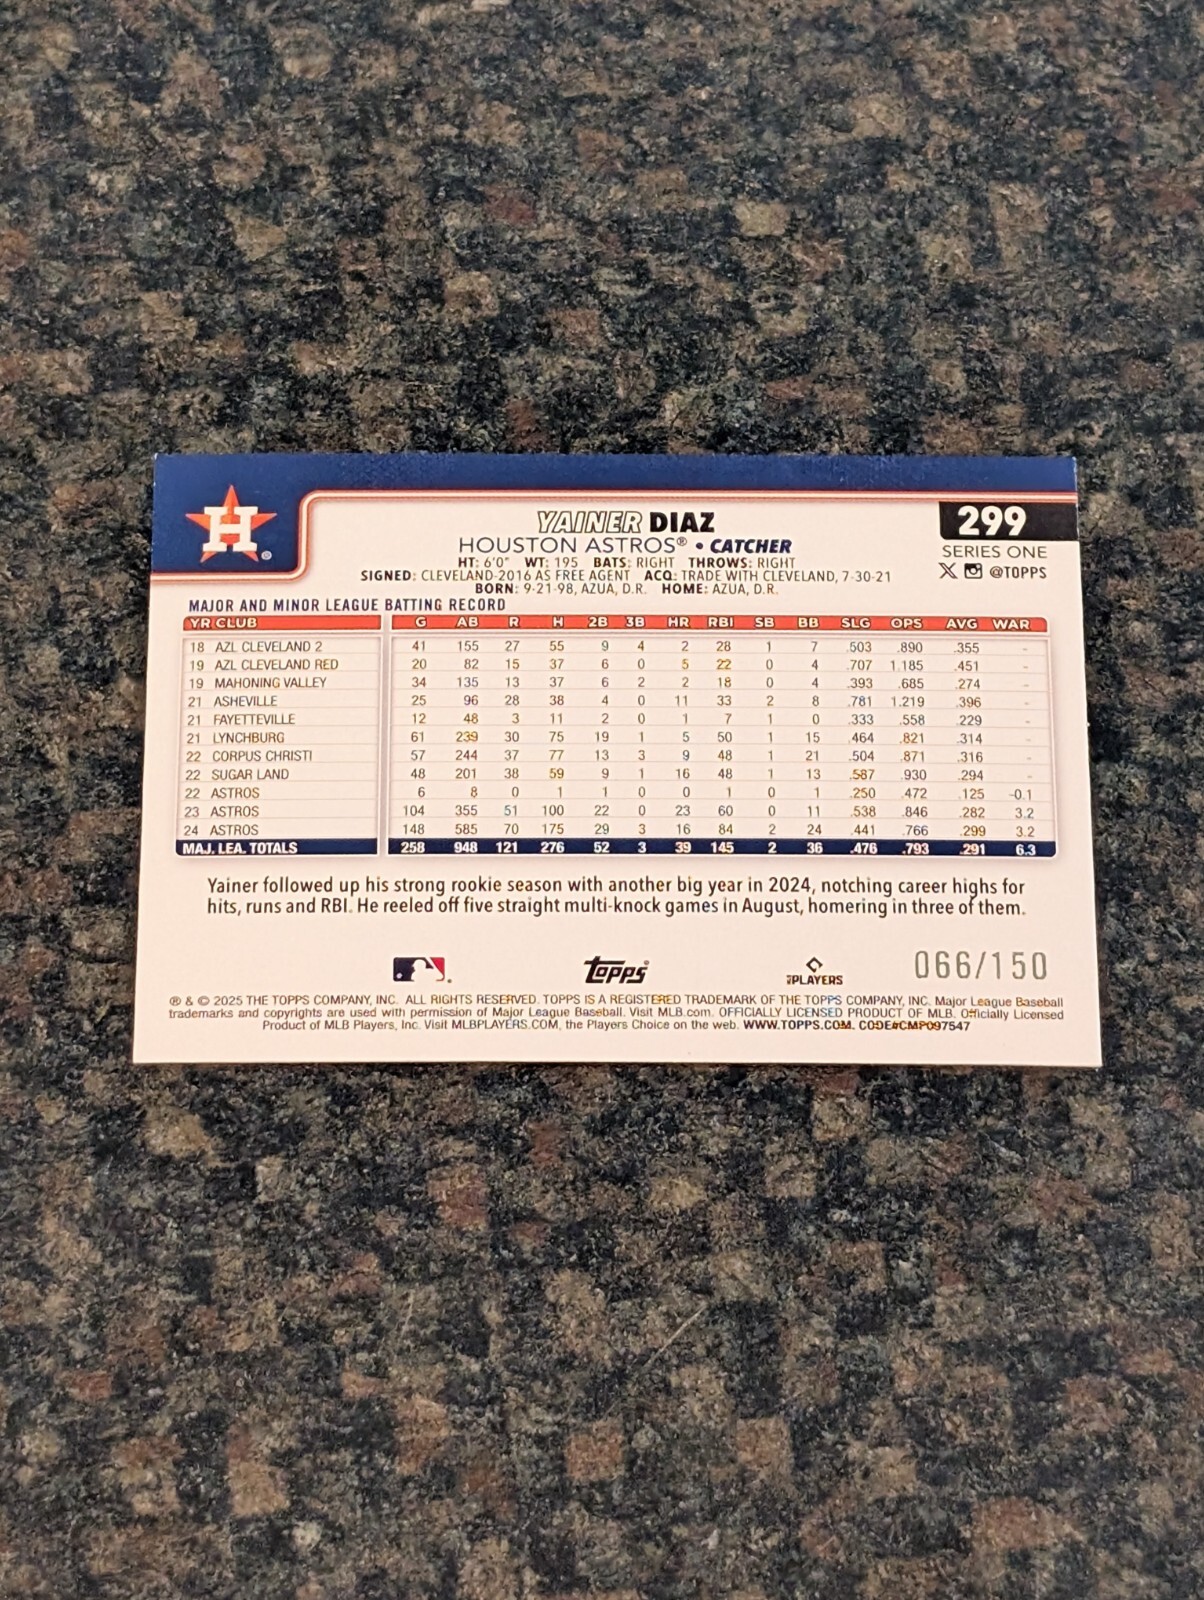 H®
YAINER DIAZ
299
HOUSTON ASTROS® • CATCHER
SERIES ONE
HT: 6'0" WT: 195 BATS: RIGHT THROWS: RIGHT
X @TOPPS
SIGNED: CLEVELAND-2016 AS FREE AGENT ACQ: TRADE WITH CLEVELAND, 7-30-21
BORN: 9-21-98, AZUA, D.R. HOME: AZUA, D.R.
MAJOR AND MINOR LEAGUE BATTING RECORD
YR CLUB G AB R H 2B 3B HR RBI SB BB SLG OPS AVG WAR
18 AZL CLEVELAND 2 41 155 27 55 9 4 2 28 1 7 .503 .890 .355 -
19 AZL CLEVELAND RED 20 82 15 37 6 0 5 22 0 4 .707 1.185 .451 -
19 MAHONING VALLEY 34 135 13 37 6 2 2 18 0 4 .393 .685 .274 -
21 ASHEVILLE 25 96 28 38 4 0 11 33 2 8 .781 1.219 .396 -
21 FAYETTEVILLE 12 48 3 11 2 0 1 7 1 0 .333 .558 .229 -
21 LYNCHBURG 61 239 30 75 19 1 5 50 1 15 .464 .821 .314 -
22 CORPUS CHRISTI 57 244 37 77 13 3 9 48 1 21 .504 .871 .316 -
22 SUGAR LAND 48 201 38 59 9 1 16 48 1 13 .587 .930 .294 -
22 ASTROS 6 8 0 1 1 0 0 1 0 1 .250 .472 .125 -0.1
23 ASTROS 104 355 51 100 22 0 23 60 0 11 .538 .846 .282 3.2
24 ASTROS 148 585 70 175 29 3 16 84 2 24 .441 .766 .299 3.2
MAJ. LEA. TOTALS 258 948 121 276 52 3 39 145 2 36 .476 .793 .291 6.3
Yainer followed up his strong rookie season with another big year in 2024, notching career highs for
hits, runs and RBI. He reeled off five straight multi-knock games in August, homering in three of them.
topps
MLB PLAYERS
066/150
® & © 2025 THE TOPPS COMPANY, INC. ALL RIGHTS RESERVED. TOPPS IS A REGISTERED TRADEMARK OF THE TOPPS COMPANY, INC. Major League Baseball
trademarks and copyrights are used with permission of Major League Baseball. Visit MLB.com. OFFICIALLY LICENSED PRODUCT OF MLB. Officially Licensed
Product of MLB Players, Inc. Visit MLBPLAYERS.COM, the Players Choice on the web. WWW.TOPPS.COM. CODE#CMP097547